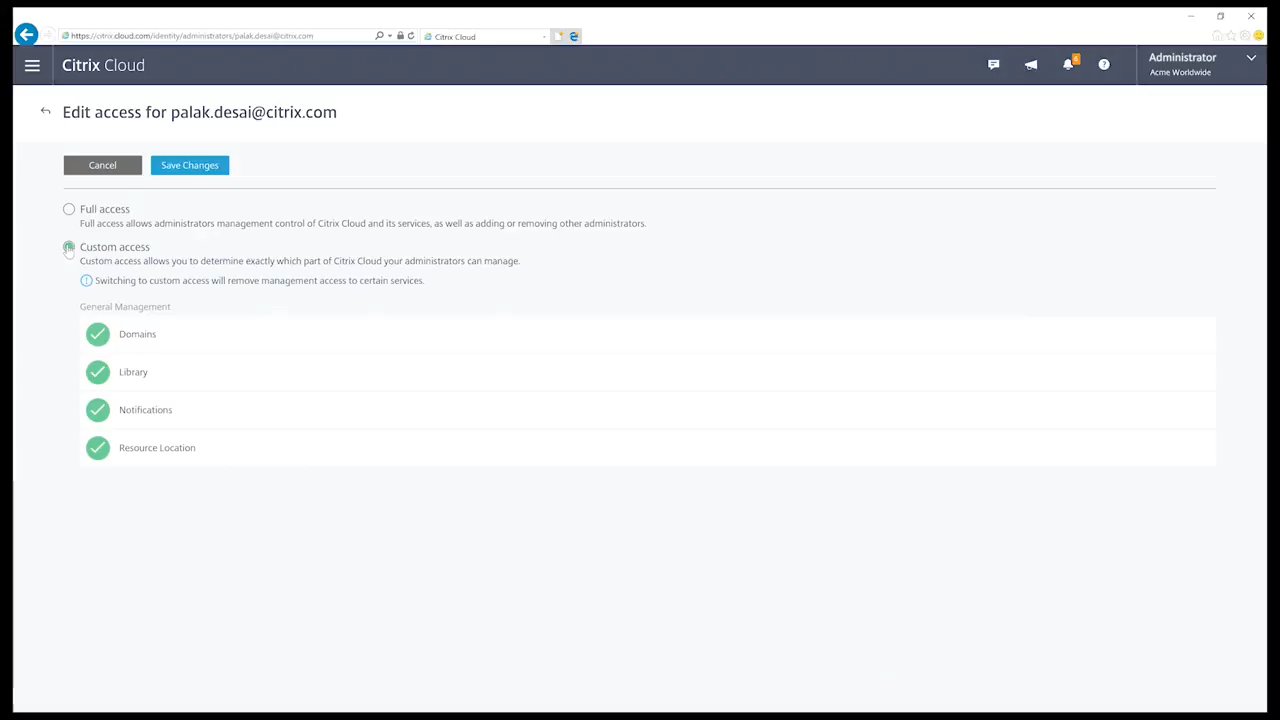 https://citrix.cloud.com/identity/administrators/palak.desai@citrix.com
Citrix Cloud
Citrix Cloud
Administrator
Acme Worldwide
Edit access for palak.desai@citrix.com
Cancel
Save Changes
Full access
Full access allows administrators management control of Citrix Cloud and its services, as well as adding or removing other administrators.
Custom access
Custom access allows you to determine exactly which part of Citrix Cloud your administrators can manage.
Switching to custom access will remove management access to certain services.
General Management
Domains
Library
Notifications
Resource Location